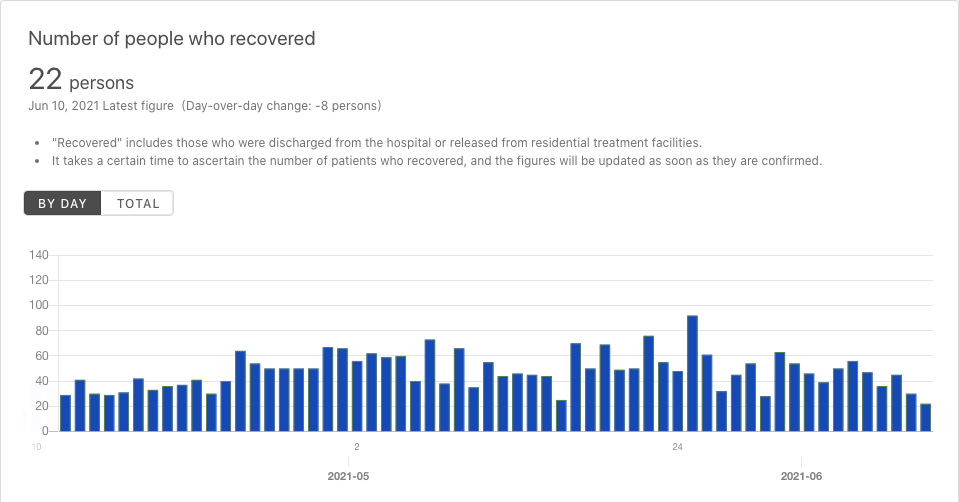 Number of people who recovered
22 persons
Jun 10, 2021 Latest figure (Day-over-day change: -8 persons)
• "Recovered" includes those who were discharged from the hospital or released from residential treatment facilities.
• It takes a certain time to ascertain the number of patients who recovered, and the figures will be updated as soon as they are confirmed.
BY DAY TOTAL
140
120
100
80
60
40
20
0
10 2 24
2021-05 2021-06